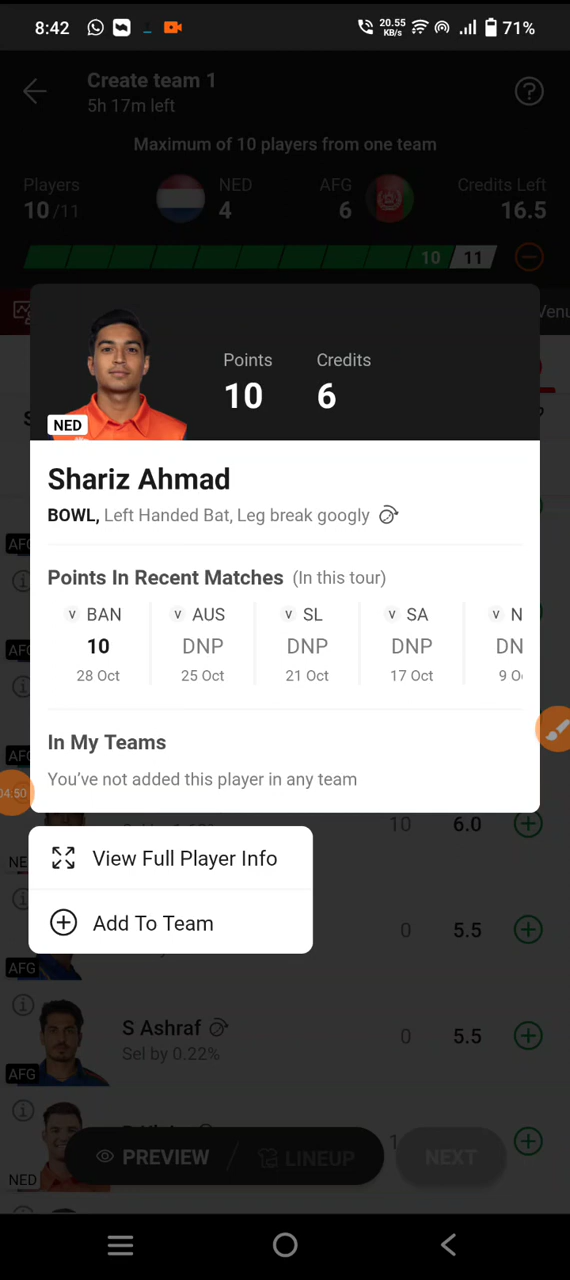 8:42
20.55
KB/s
71%
Create team 1
5h 17m left
?
Maximum of 10 players from one team
Players
10/11
NED
4
AFG
6
Credits Left
16.5
10
11
Points
10
Credits
6
NED
Shariz Ahmad
BOWL, Left Handed Bat, Leg break googly
Points In Recent Matches (In this tour)
v BAN
10
28 Oct
v AUS
DNP
25 Oct
v SL
DNP
21 Oct
v SA
DNP
17 Oct
v N
DN
9 O
In My Teams
You've not added this player in any team
04:50
View Full Player Info
Add To Team
10
6.0
AFG
0
5.5
S Ashraf
Sel by 0.22%
0
5.5
AFG
PREVIEW
LINEUP
NEXT
NED